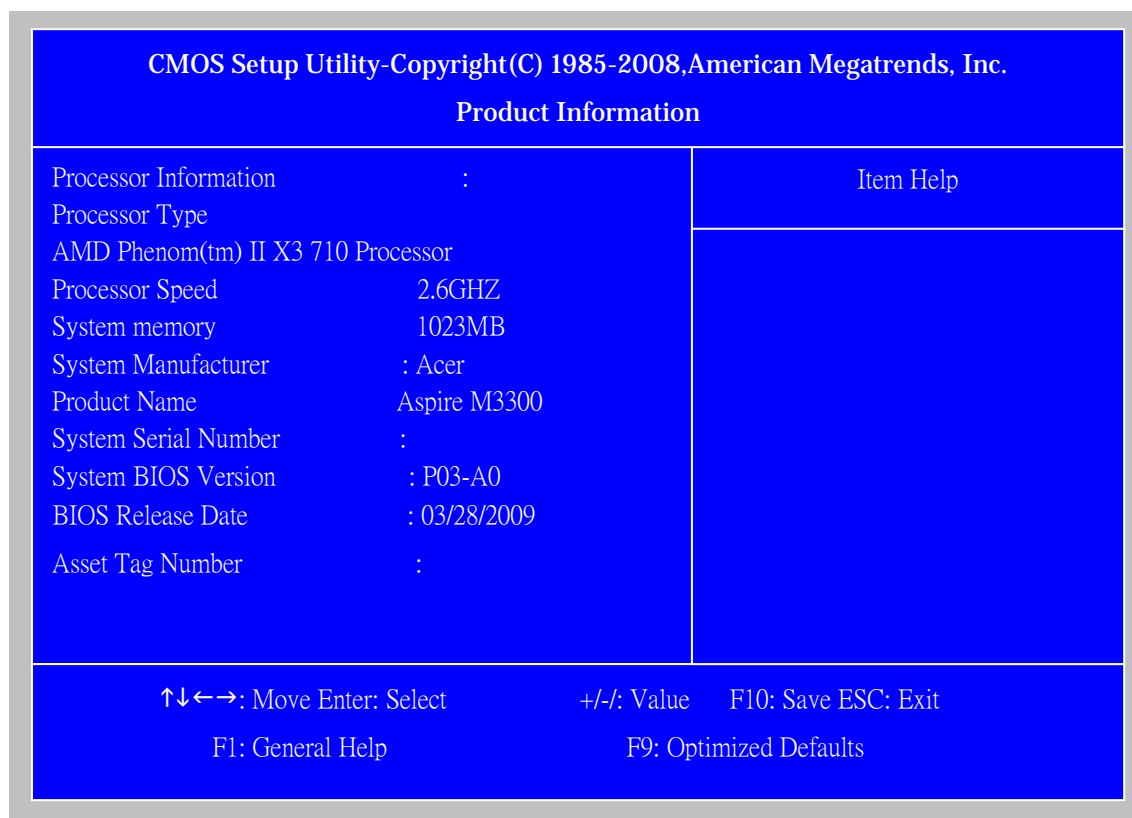 CMOS Setup Utility-Copyright(C) 1985-2008,American Megatrends, Inc.
Product Information
Processor Information :
Item Help
Processor Type
AMD Phenom(tm) II X3 710 Processor
Processor Speed 2.6GHZ
System memory 1023MB
System Manufacturer : Acer
Product Name Aspire M3300
System Serial Number :
System BIOS Version : P03-A0
BIOS Release Date : 03/28/2009
Asset Tag Number :
↑↓←→: Move Enter: Select +/-/: Value F10: Save ESC: Exit
F1: General Help F9: Optimized Defaults